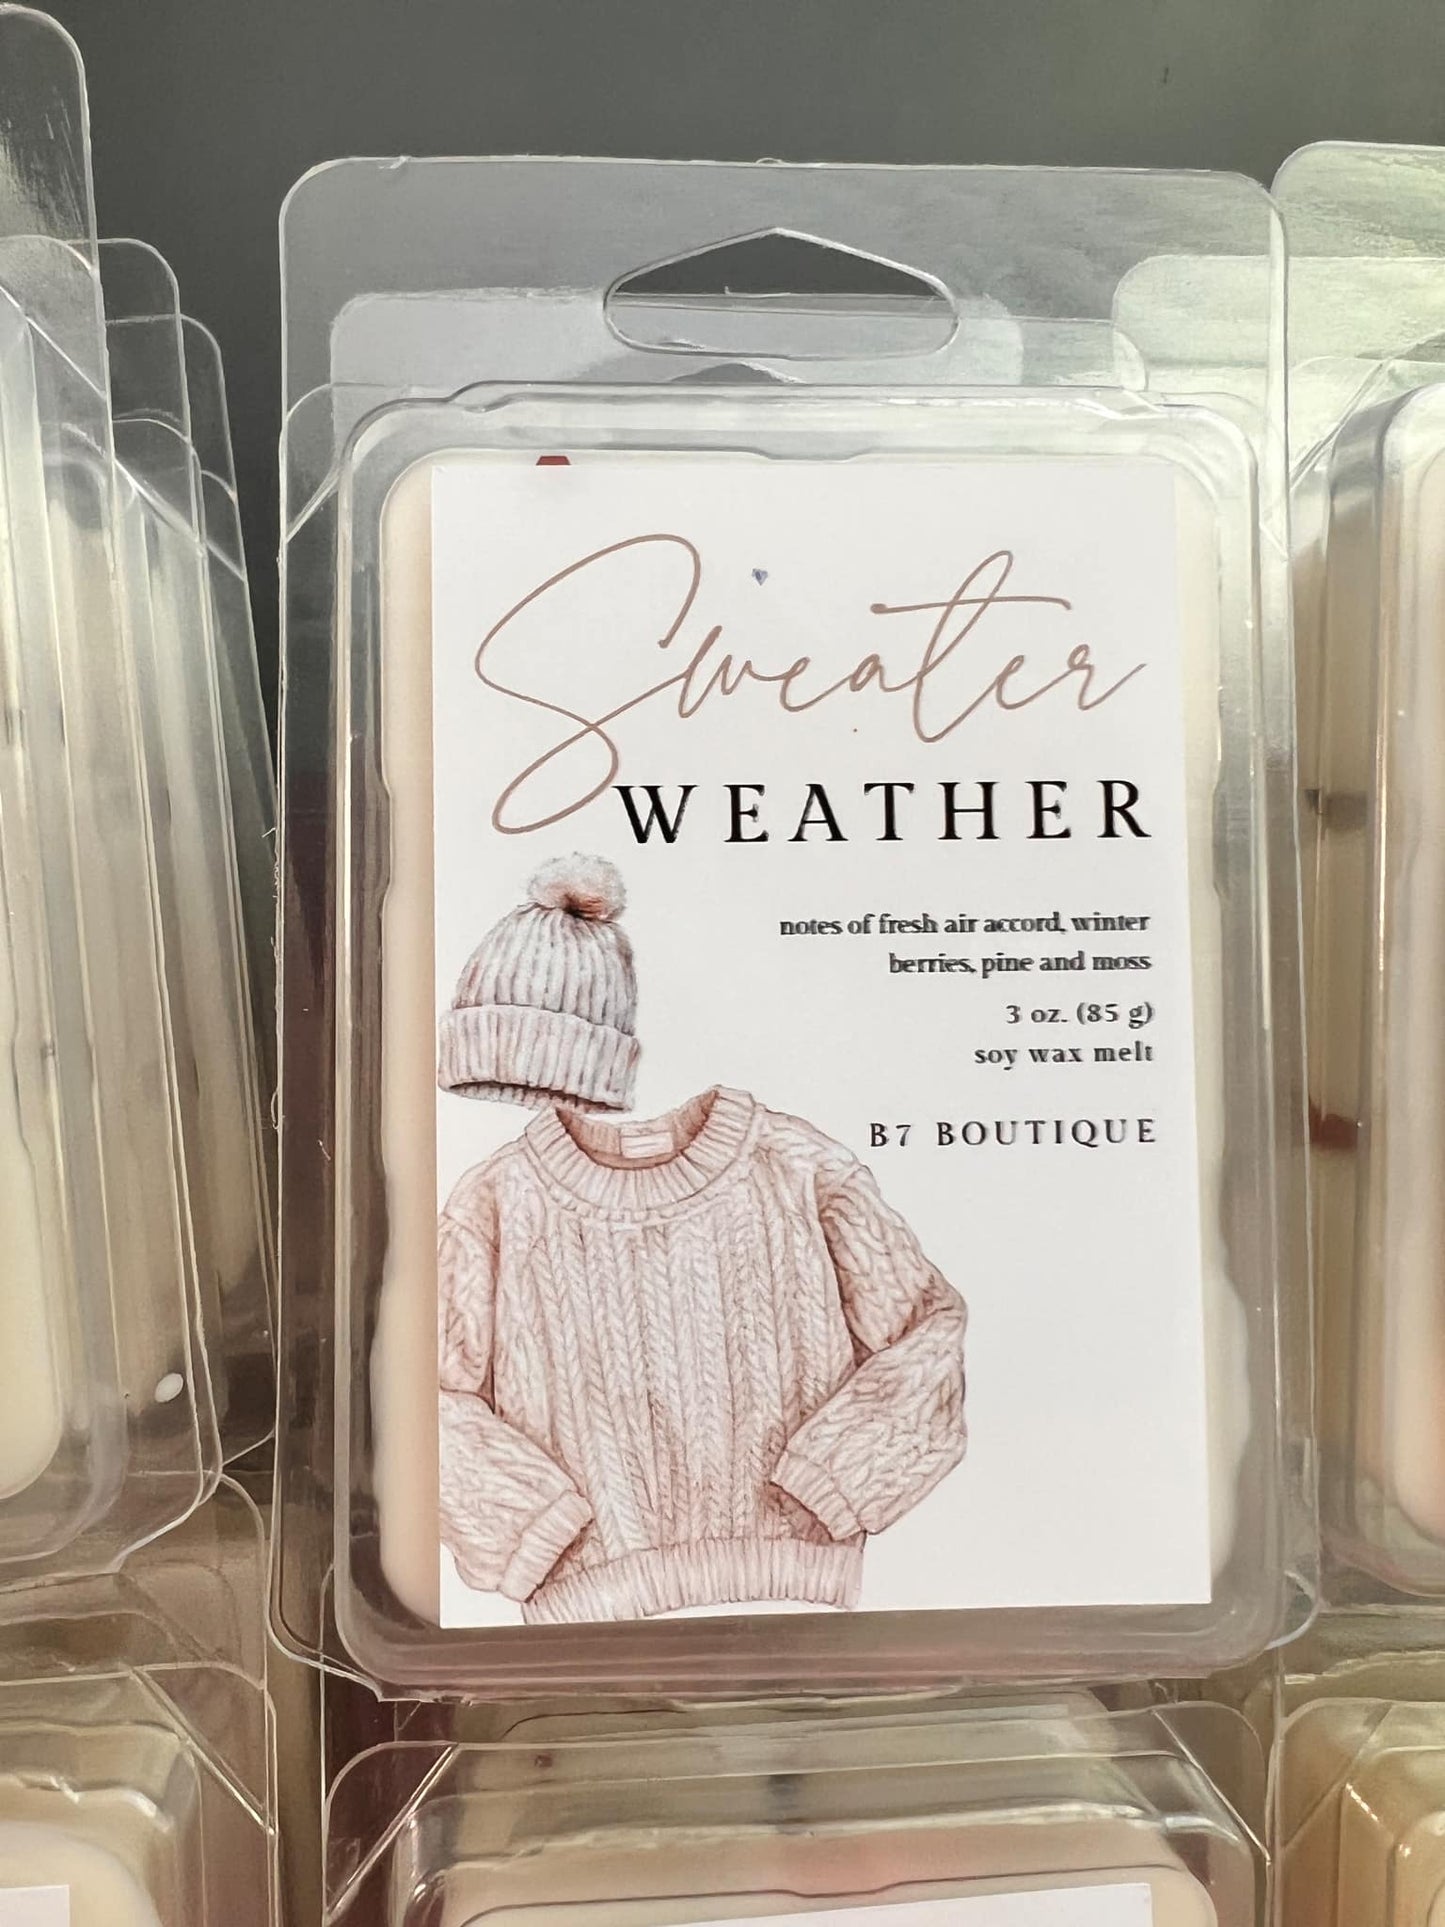 Sweater
WEATHER
notes of fresh air accord, winter
berries, pine and moss
3 oz. (85 g)
soy wax melt
B7 BOUTIQUE